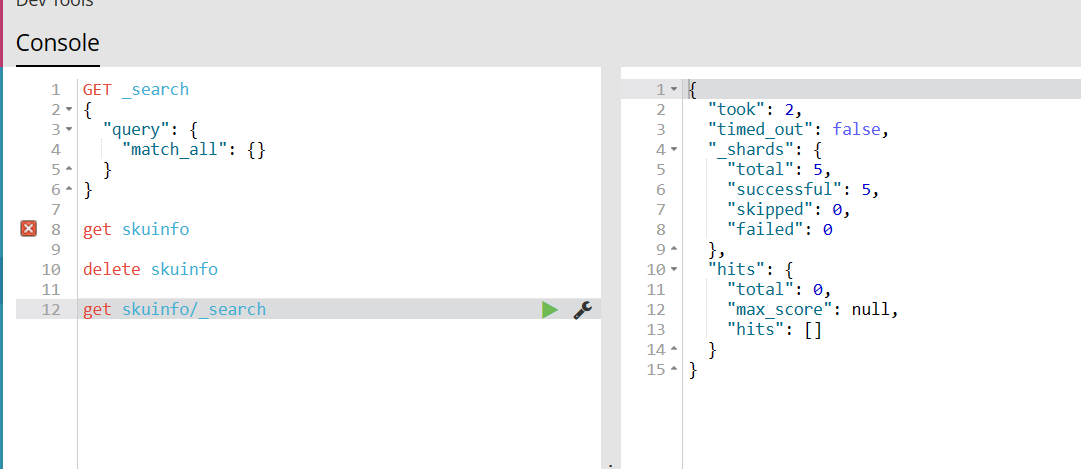 Dev Tools
Console
1 GET _search
2 {
3 "query": {
4 "match_all": {}
5 }
6 }
7
8 get skuinfo
9
10 delete skuinfo
11
12 get skuinfo/_search
1 {
2 "took": 2,
3 "timed_out": false,
4 "_shards": {
5 "total": 5,
6 "successful": 5,
7 "skipped": 0,
8 "failed": 0
9 },
10 "hits": {
11 "total": 0,
12 "max_score": null,
13 "hits": []
14 }
15 }